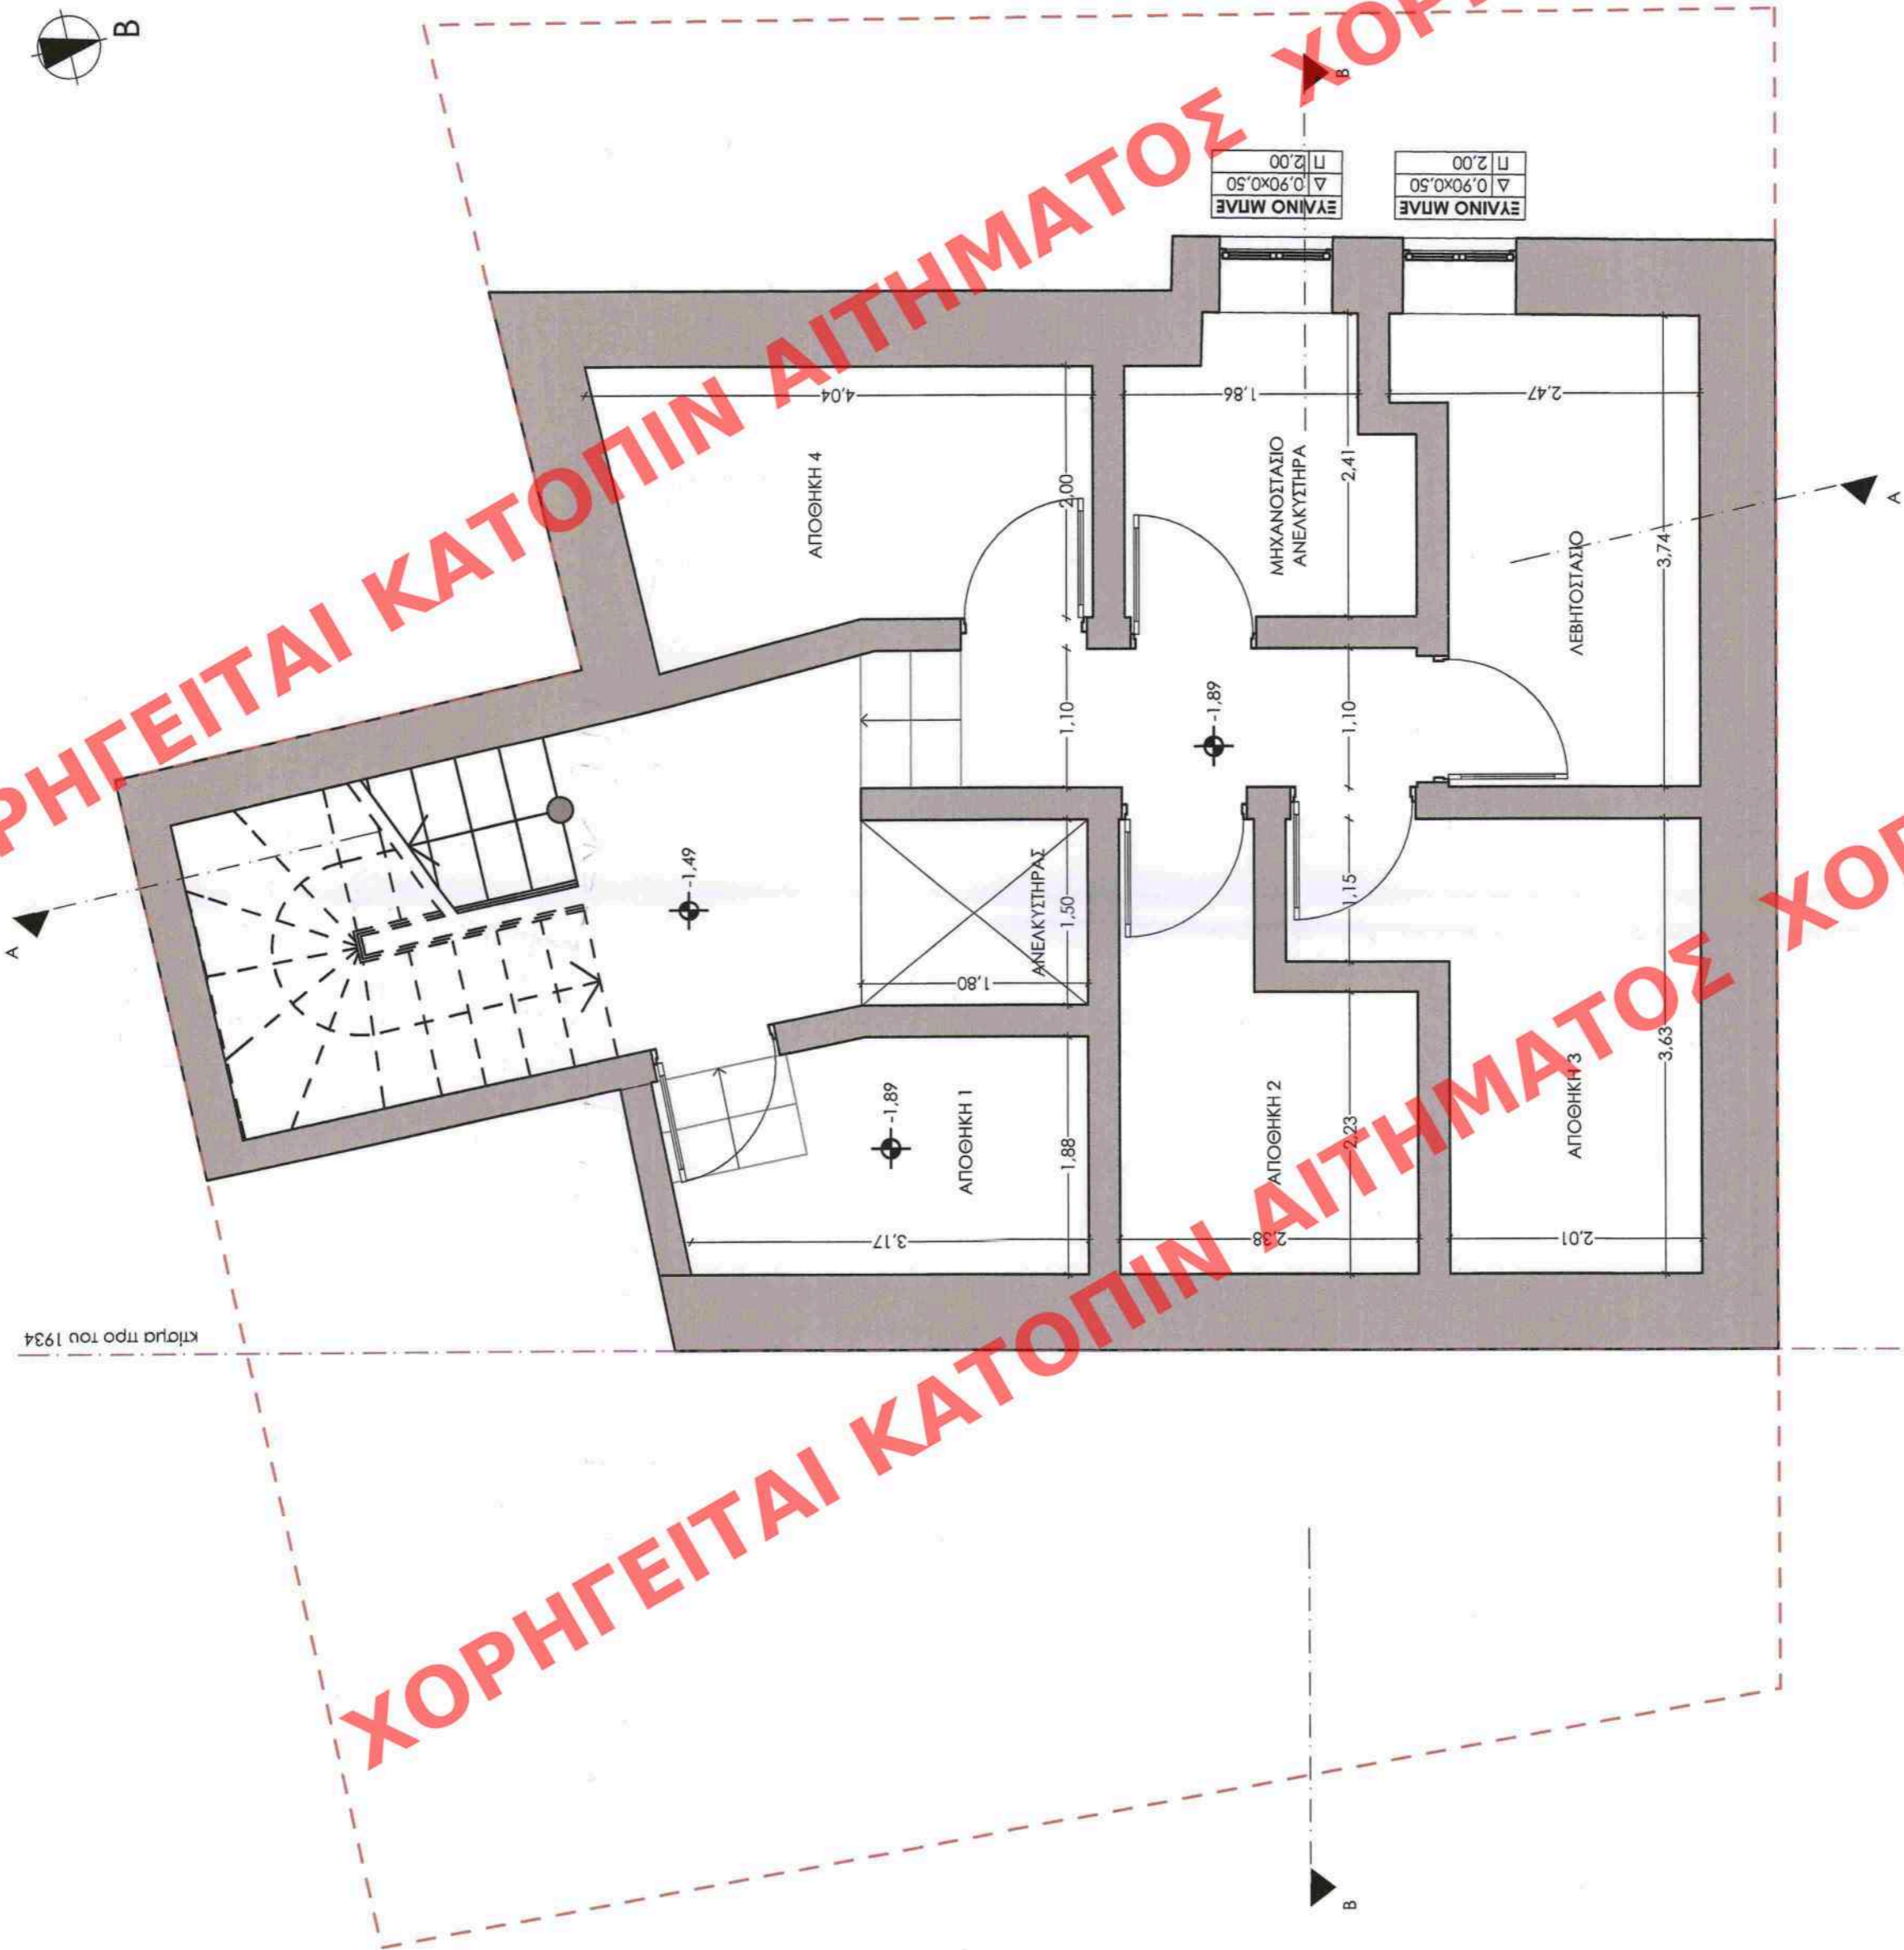 Β
Α
κτίσμα προ του 1934
ΞΥΛΙΝΟ ΜΠΛΕ
Δ 0,90x0,50
Π 2,00
ΞΥΛΙΝΟ ΜΠΛΕ
Δ 0,90x0,50
Π 2,00
Β
ΑΠΟΘΗΚΗ 4
4,04
2,00
ΜΗΧΑΝΟΣΤΑΣΙΟ
ΑΝΕΛΚΥΣΤΗΡΑ
1,86
2,41
ΛΕΒΗΤΟΣΤΑΣΙΟ
2,47
3,74
Α
1,10
-1,89
1,10
-1,49
ΑΝΕΛΚΥΣΤΗΡΑΣ
1,50
1,80
1,15
-1,89
ΑΠΟΘΗΚΗ 1
1,88
3,17
ΑΠΟΘΗΚΗ 2
2,23
2,38
ΑΠΟΘΗΚΗ 3
3,63
2,01
Β
ΧΟΡΗΓΕΙΤΑΙ ΚΑΤΟΠΙΝ ΑΙΤΗΜΑΤΟΣ
ΧΟΡΗΓΕΙΤΑΙ ΚΑΤΟΠΙΝ ΑΙΤΗΜΑΤΟΣ